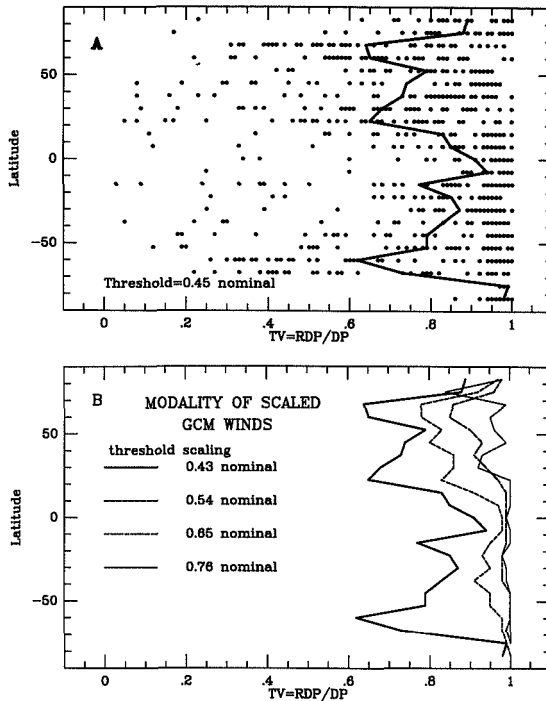 A
50
0
−50
Latitude
Threshold=0.45 nominal
0 .2 .4 .6 .8 1
TV=RDP/DP
B MODALITY OF SCALED
GCM WINDS
threshold scaling
0.43 nominal
0.54 nominal
0.65 nominal
0.76 nominal
50
0
−50
Latitude
0 .2 .4 .6 .8 1
TV=RDP/DP